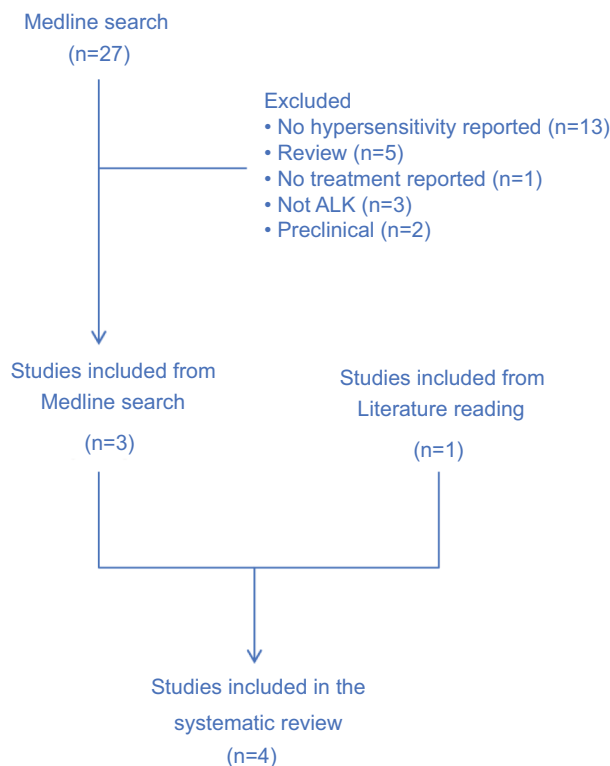 Medline search
(n=27)
Excluded
• No hypersensitivity reported (n=13)
• Review (n=5)
• No treatment reported (n=1)
• Not ALK (n=3)
• Preclinical (n=2)
Studies included from
Medline search
(n=3)
Studies included from
Literature reading
(n=1)
Studies included in the
systematic review
(n=4)